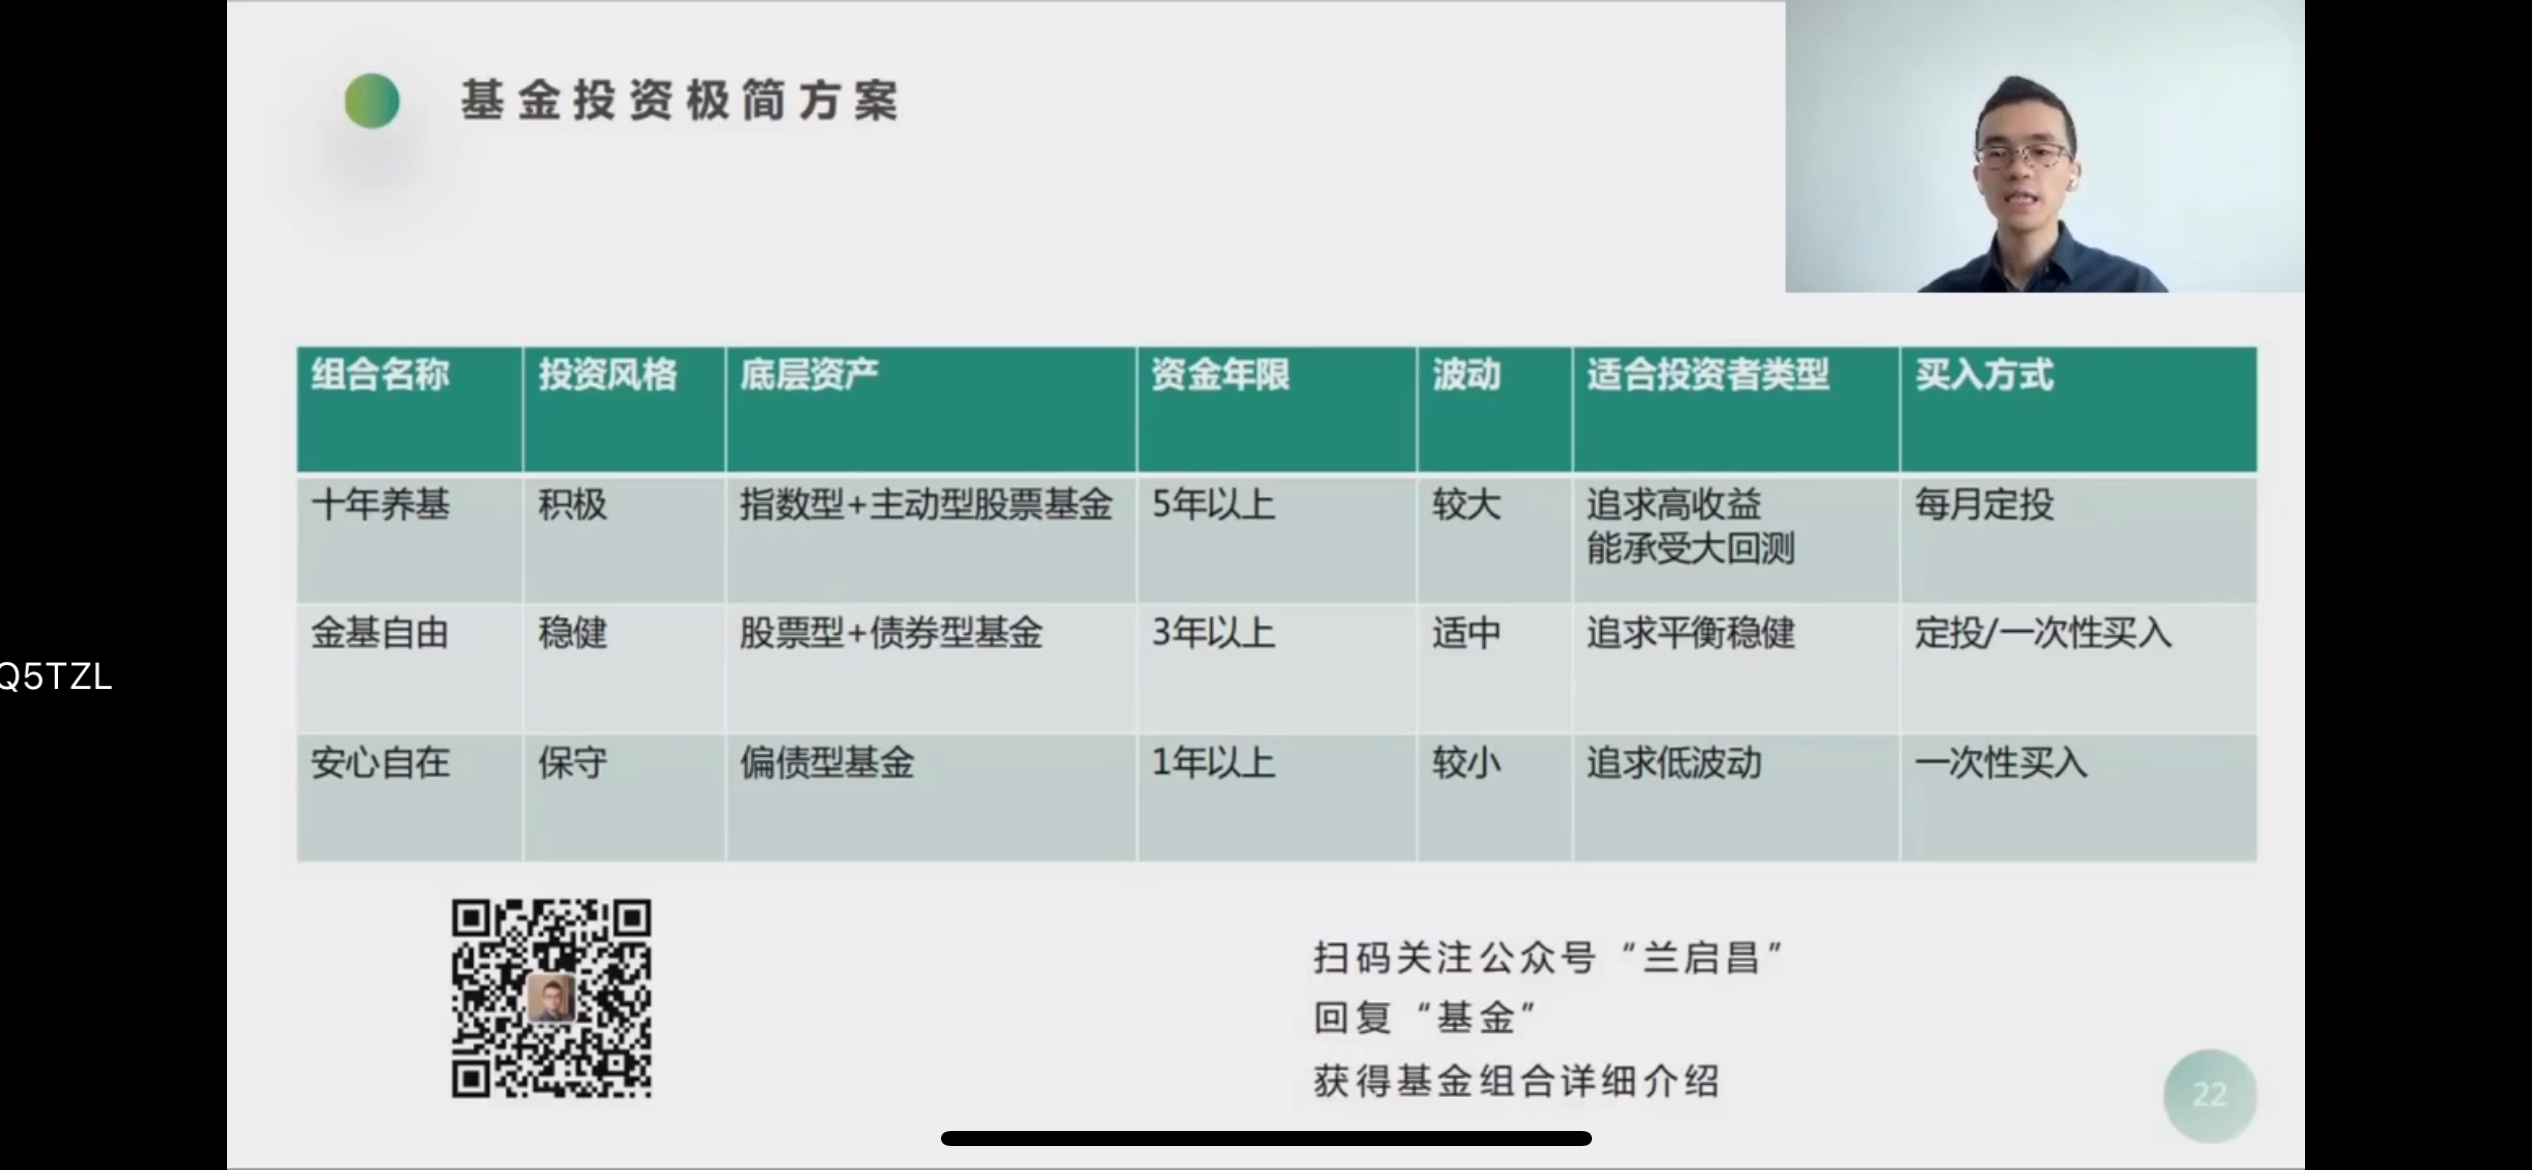 基金投资极简方案
组合名称 投资风格 底层资产 资金年限 波动 适合投资者类型 买入方式
十年养基 积极 指数型+主动型股票基金 5年以上 较大 追求高收益 每月定投
能承受大回测
金基自由 稳健 股票型+债券型基金 3年以上 适中 追求平衡稳健 定投/一次性买入
Q5TZL
安心自在 保守 偏债型基金 1年以上 较小 追求低波动 一次性买入
扫码关注公众号“兰启昌”
回复“基金”
获得基金组合详细介绍
22